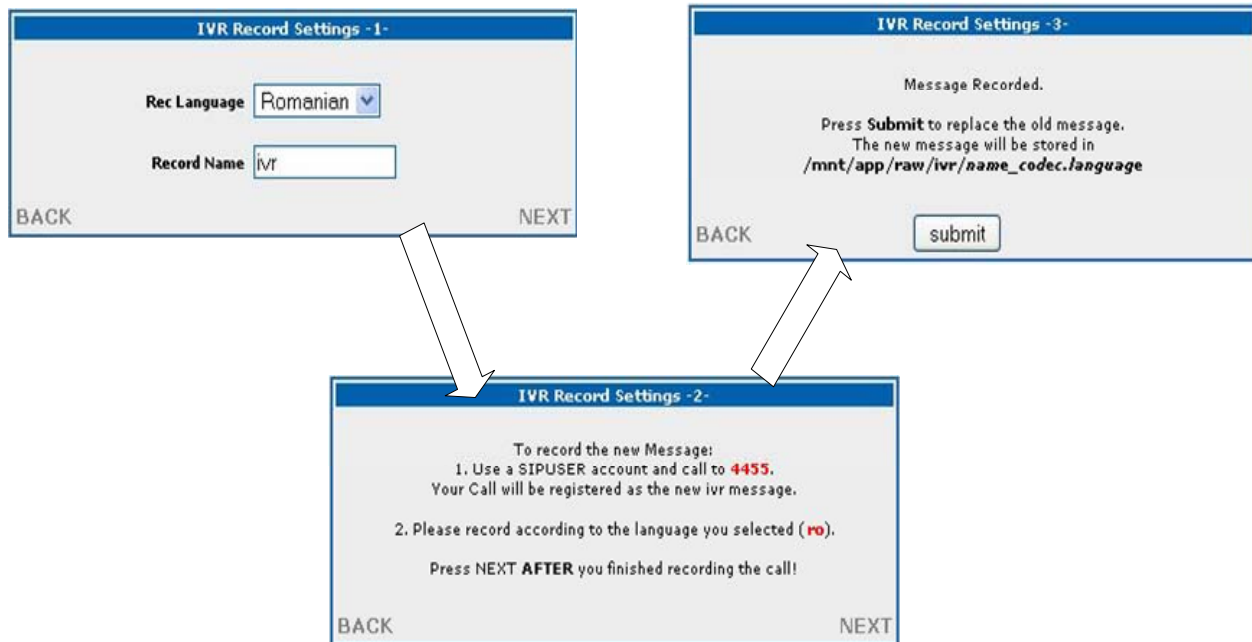 IVR Record Settings -1-
Rec Language Romanian
Record Name ivr
BACK NEXT
IVR Record Settings -2-
To record the new Message:
1. Use a SIPUSER account and call to 4455.
Your Call will be registered as the new ivr message.
2. Please record according to the language you selected (ro).
Press NEXT AFTER you finished recording the call!
BACK NEXT
IVR Record Settings -3-
Message Recorded.
Press Submit to replace the old message.
The new message will be stored in
/mnt/app/raw/ivr/name_codec.language
BACK submit